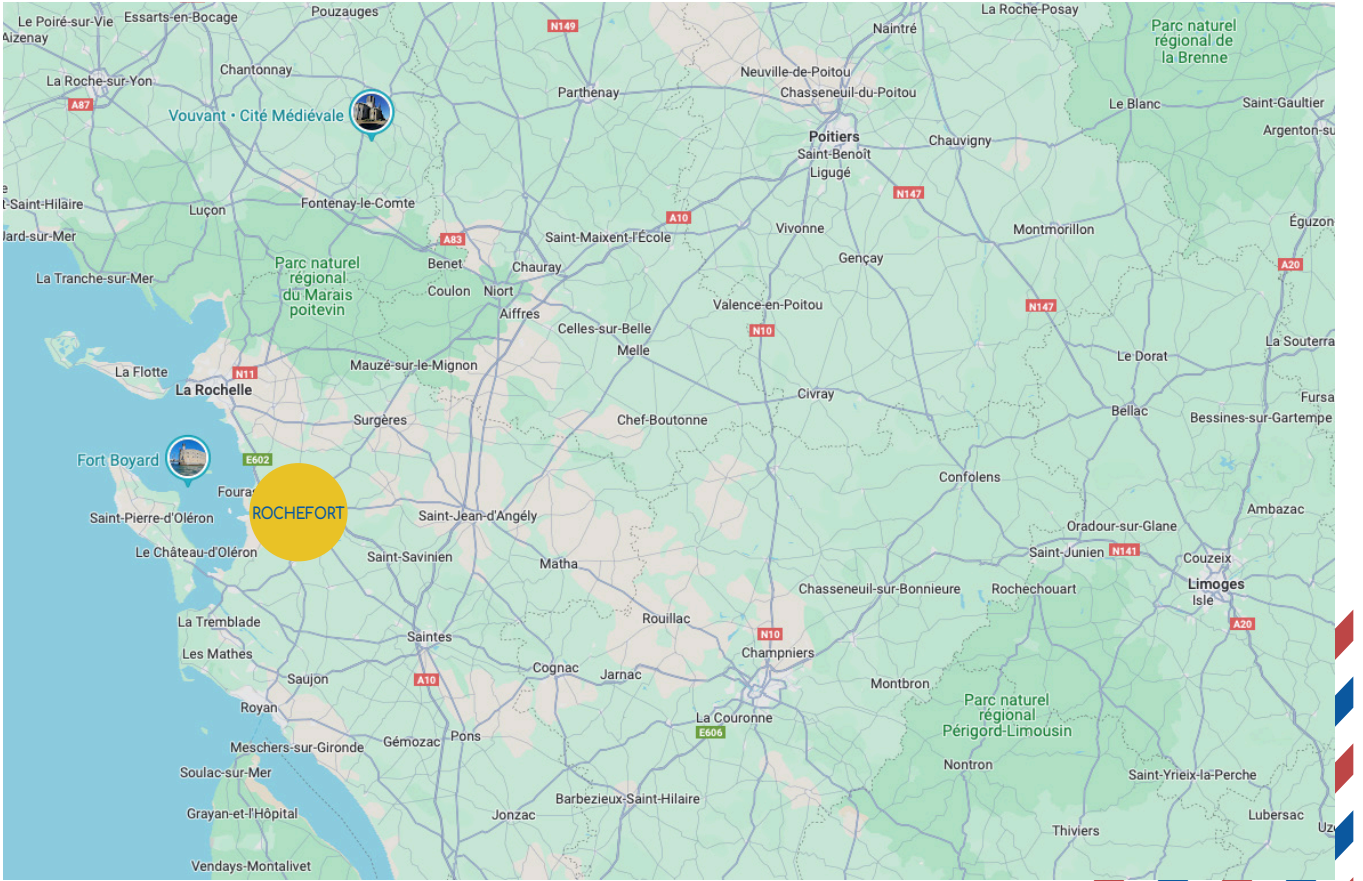 Le Poiré-sur-Vie
Essarts-en-Bocage
Pouzauges
N149
La Roche-Posay
Aizenay
Naintré
Parc naturel
régional de
la Brenne
La Roche-sur-Yon
Chantonnay
Neuville-de-Poitou
A87
Parthenay
Chasseneuil-du-Poitou
Le Blanc
Saint-Gaultier
Vouvant • Cité Médiévale
Poitiers
Chauvigny
Argenton-su
Saint-Benoît
Ligugé
N147
t-Saint-Hilaire
Luçon
Fontenay-le-Comte
A10
Jard-sur-Mer
A83
Saint-Maixent-l'École
Vivonne
Montmorillon
Éguzon
Parc naturel
régional
du Marais
poitevin
Benet
Chauray
Gençay
A20
La Tranche-sur-Mer
Coulon
Niort
Aiffres
Valence-en-Poitou
N147
Celles-sur-Belle
N10
Melle
Le Dorat
La Souterra
La Flotte
N11
Mauzé-sur-le-Mignon
La Rochelle
Civray
Fursa
Surgères
Chef-Boutonne
Bellac
Bessines-sur-Gartempe
Fort Boyard
E602
Confolens
Foura
ROCHEFORT
Saint-Pierre-d'Oléron
Saint-Jean-d'Angély
Ambazac
Oradour-sur-Glane
Le Château-d'Oléron
Saint-Savinien
Matha
Saint-Junien
N141
Couzeix
Chasseneuil-sur-Bonnieure
Rochechouart
Limoges
Isle
La Tremblade
Rouillac
A20
Saintes
N10
Les Mathes
Champniers
Saujon
A10
Cognac
Jarnac
Montbron
Royan
La Couronne
Parc naturel
régional
Périgord-Limousin
E606
Meschers-sur-Gironde
Gémozac
Pons
Soulac-sur-Mer
Nontron
Saint-Yrieix-la-Perche
Grayan-et-l'Hôpital
Jonzac
Barbezieux-Saint-Hilaire
Lubersac
Thiviers
Uz
Vendays-Montalivet